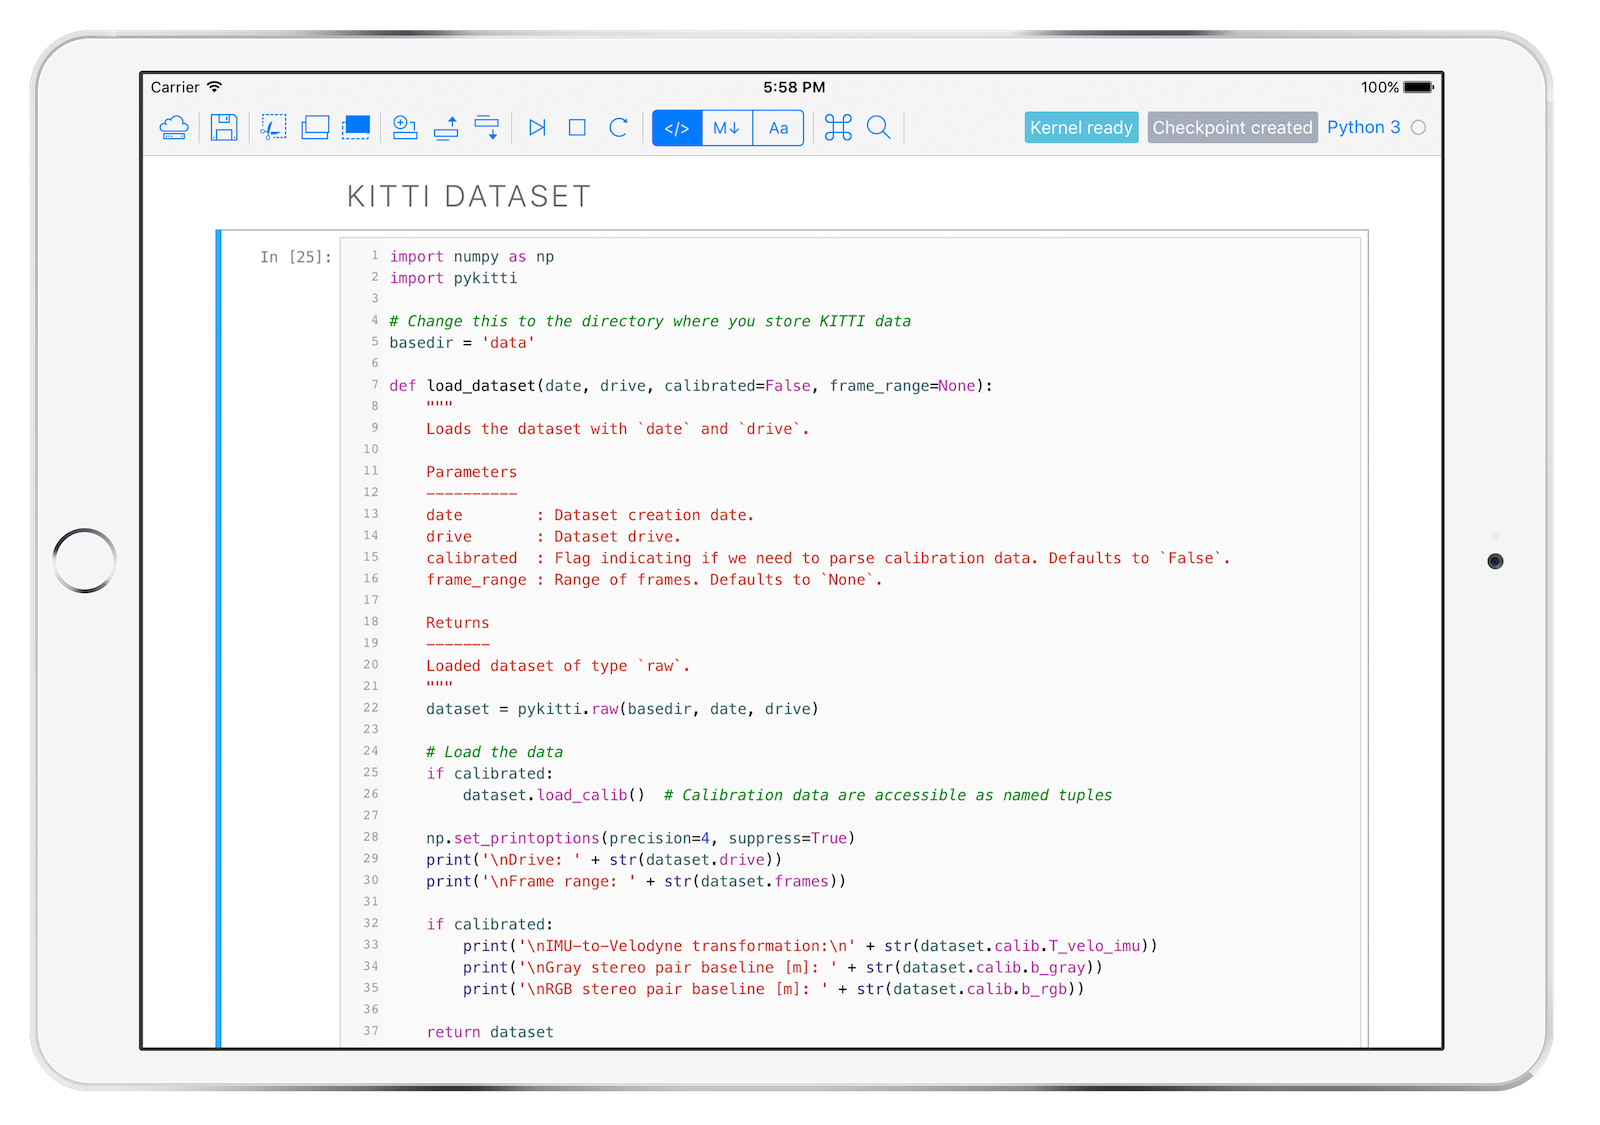 Carrier 5:58 PM 100%
</> M↓ Aa Kernel ready Checkpoint created Python 3
KITTI DATASET
In [25]:
1 import numpy as np
2 import pykitti
3
4 # Change this to the directory where you store KITTI data
5 basedir = 'data'
6
7 def load_dataset(date, drive, calibrated=False, frame_range=None):
8     """
9     Loads the dataset with `date` and `drive`.
10
11     Parameters
12     ----------
13     date        : Dataset creation date.
14     drive       : Dataset drive.
15     calibrated  : Flag indicating if we need to parse calibration data. Defaults to `False`.
16     frame_range : Range of frames. Defaults to `None`.
17
18     Returns
19     -------
20     Loaded dataset of type `raw`.
21     """
22     dataset = pykitti.raw(basedir, date, drive)
23
24     # Load the data
25     if calibrated:
26         dataset.load_calib()  # Calibration data are accessible as named tuples
27
28     np.set_printoptions(precision=4, suppress=True)
29     print('\nDrive: ' + str(dataset.drive))
30     print('\nFrame range: ' + str(dataset.frames))
31
32     if calibrated:
33         print('\nIMU-to-Velodyne transformation:\n' + str(dataset.calib.T_velo_imu))
34         print('\nGray stereo pair baseline [m]: ' + str(dataset.calib.b_gray))
35         print('\nRGB stereo pair baseline [m]: ' + str(dataset.calib.b_rgb))
36
37     return dataset